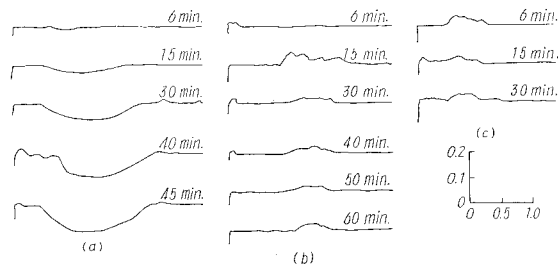 6 min.
15 min.
30 min.
40 min.
45 min.
(a)
6 min.
15 min.
30 min.
40 min.
50 min.
60 min.
(b)
6 min.
15 min.
30 min.
(c)
0.2
0.1
0
0 0.5 1.0